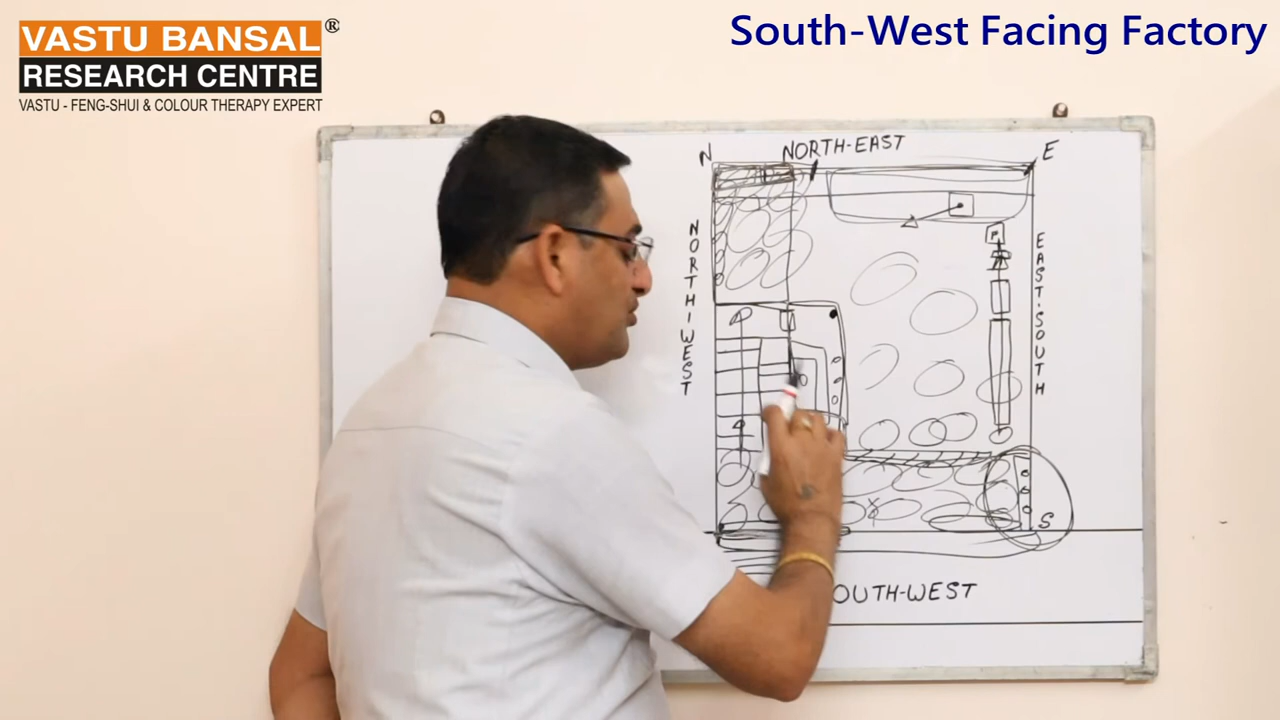 VASTU BANSAL®
RESEARCH CENTRE
VASTU - FENG-SHUI & COLOUR THERAPY EXPERT
South-West Facing Factory
N
NORTH-EAST
E
NORTH-WEST
EAST-SOUTH
P
S
OUTH-WEST